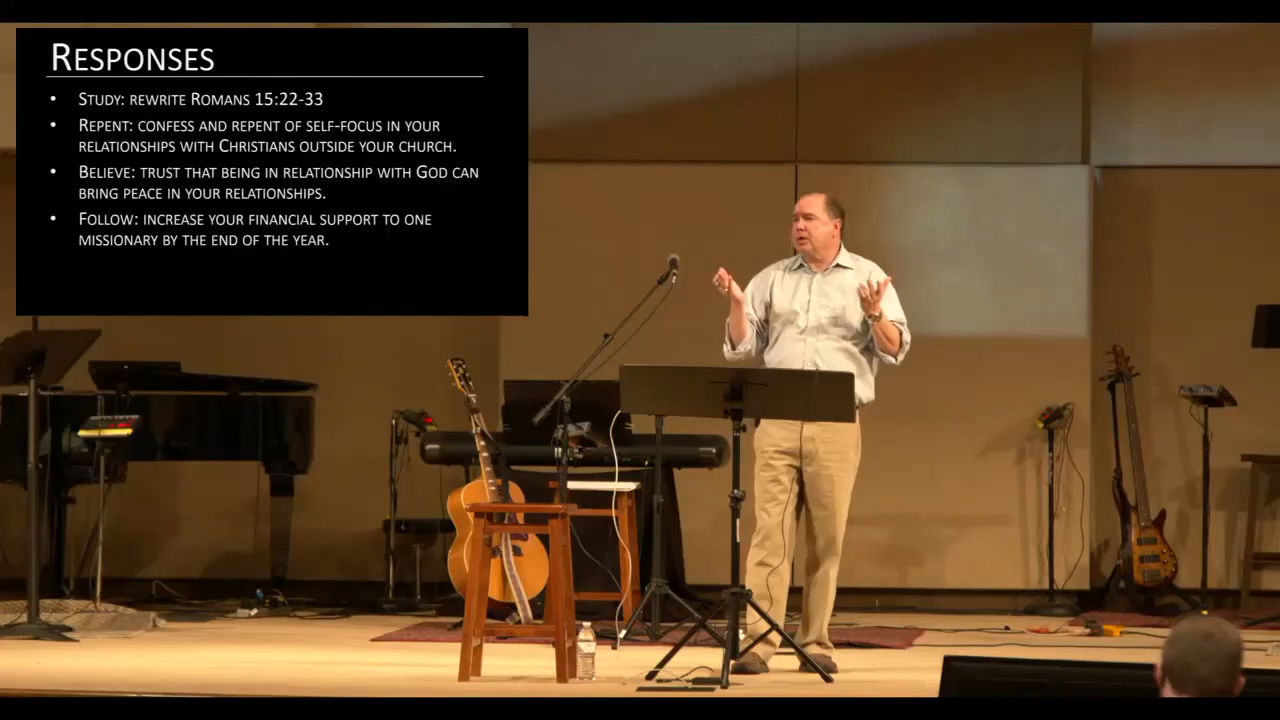 Responses
• Study: rewrite Romans 15:22-33
• Repent: confess and repent of self-focus in your
relationships with Christians outside your church.
• Believe: trust that being in relationship with God can
bring peace in your relationships.
• Follow: increase your financial support to one
missionary by the end of the year.